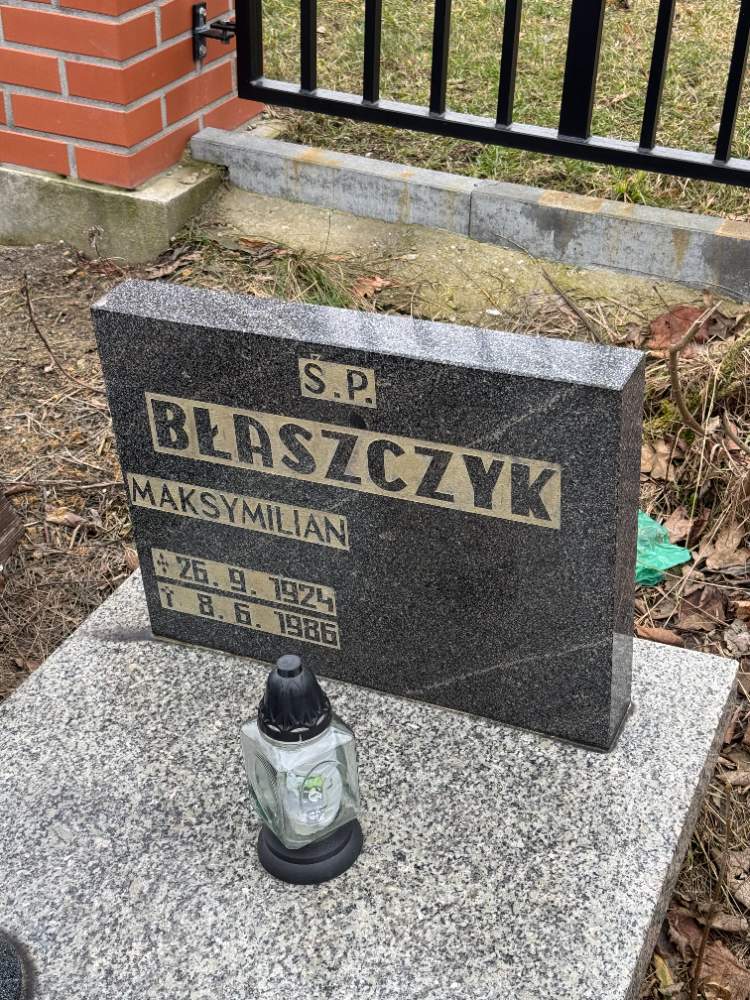 Ś.P.
BŁASZCZYK
MAKSYMILIAN
* 26. 9. 1924
† 8. 6. 1986